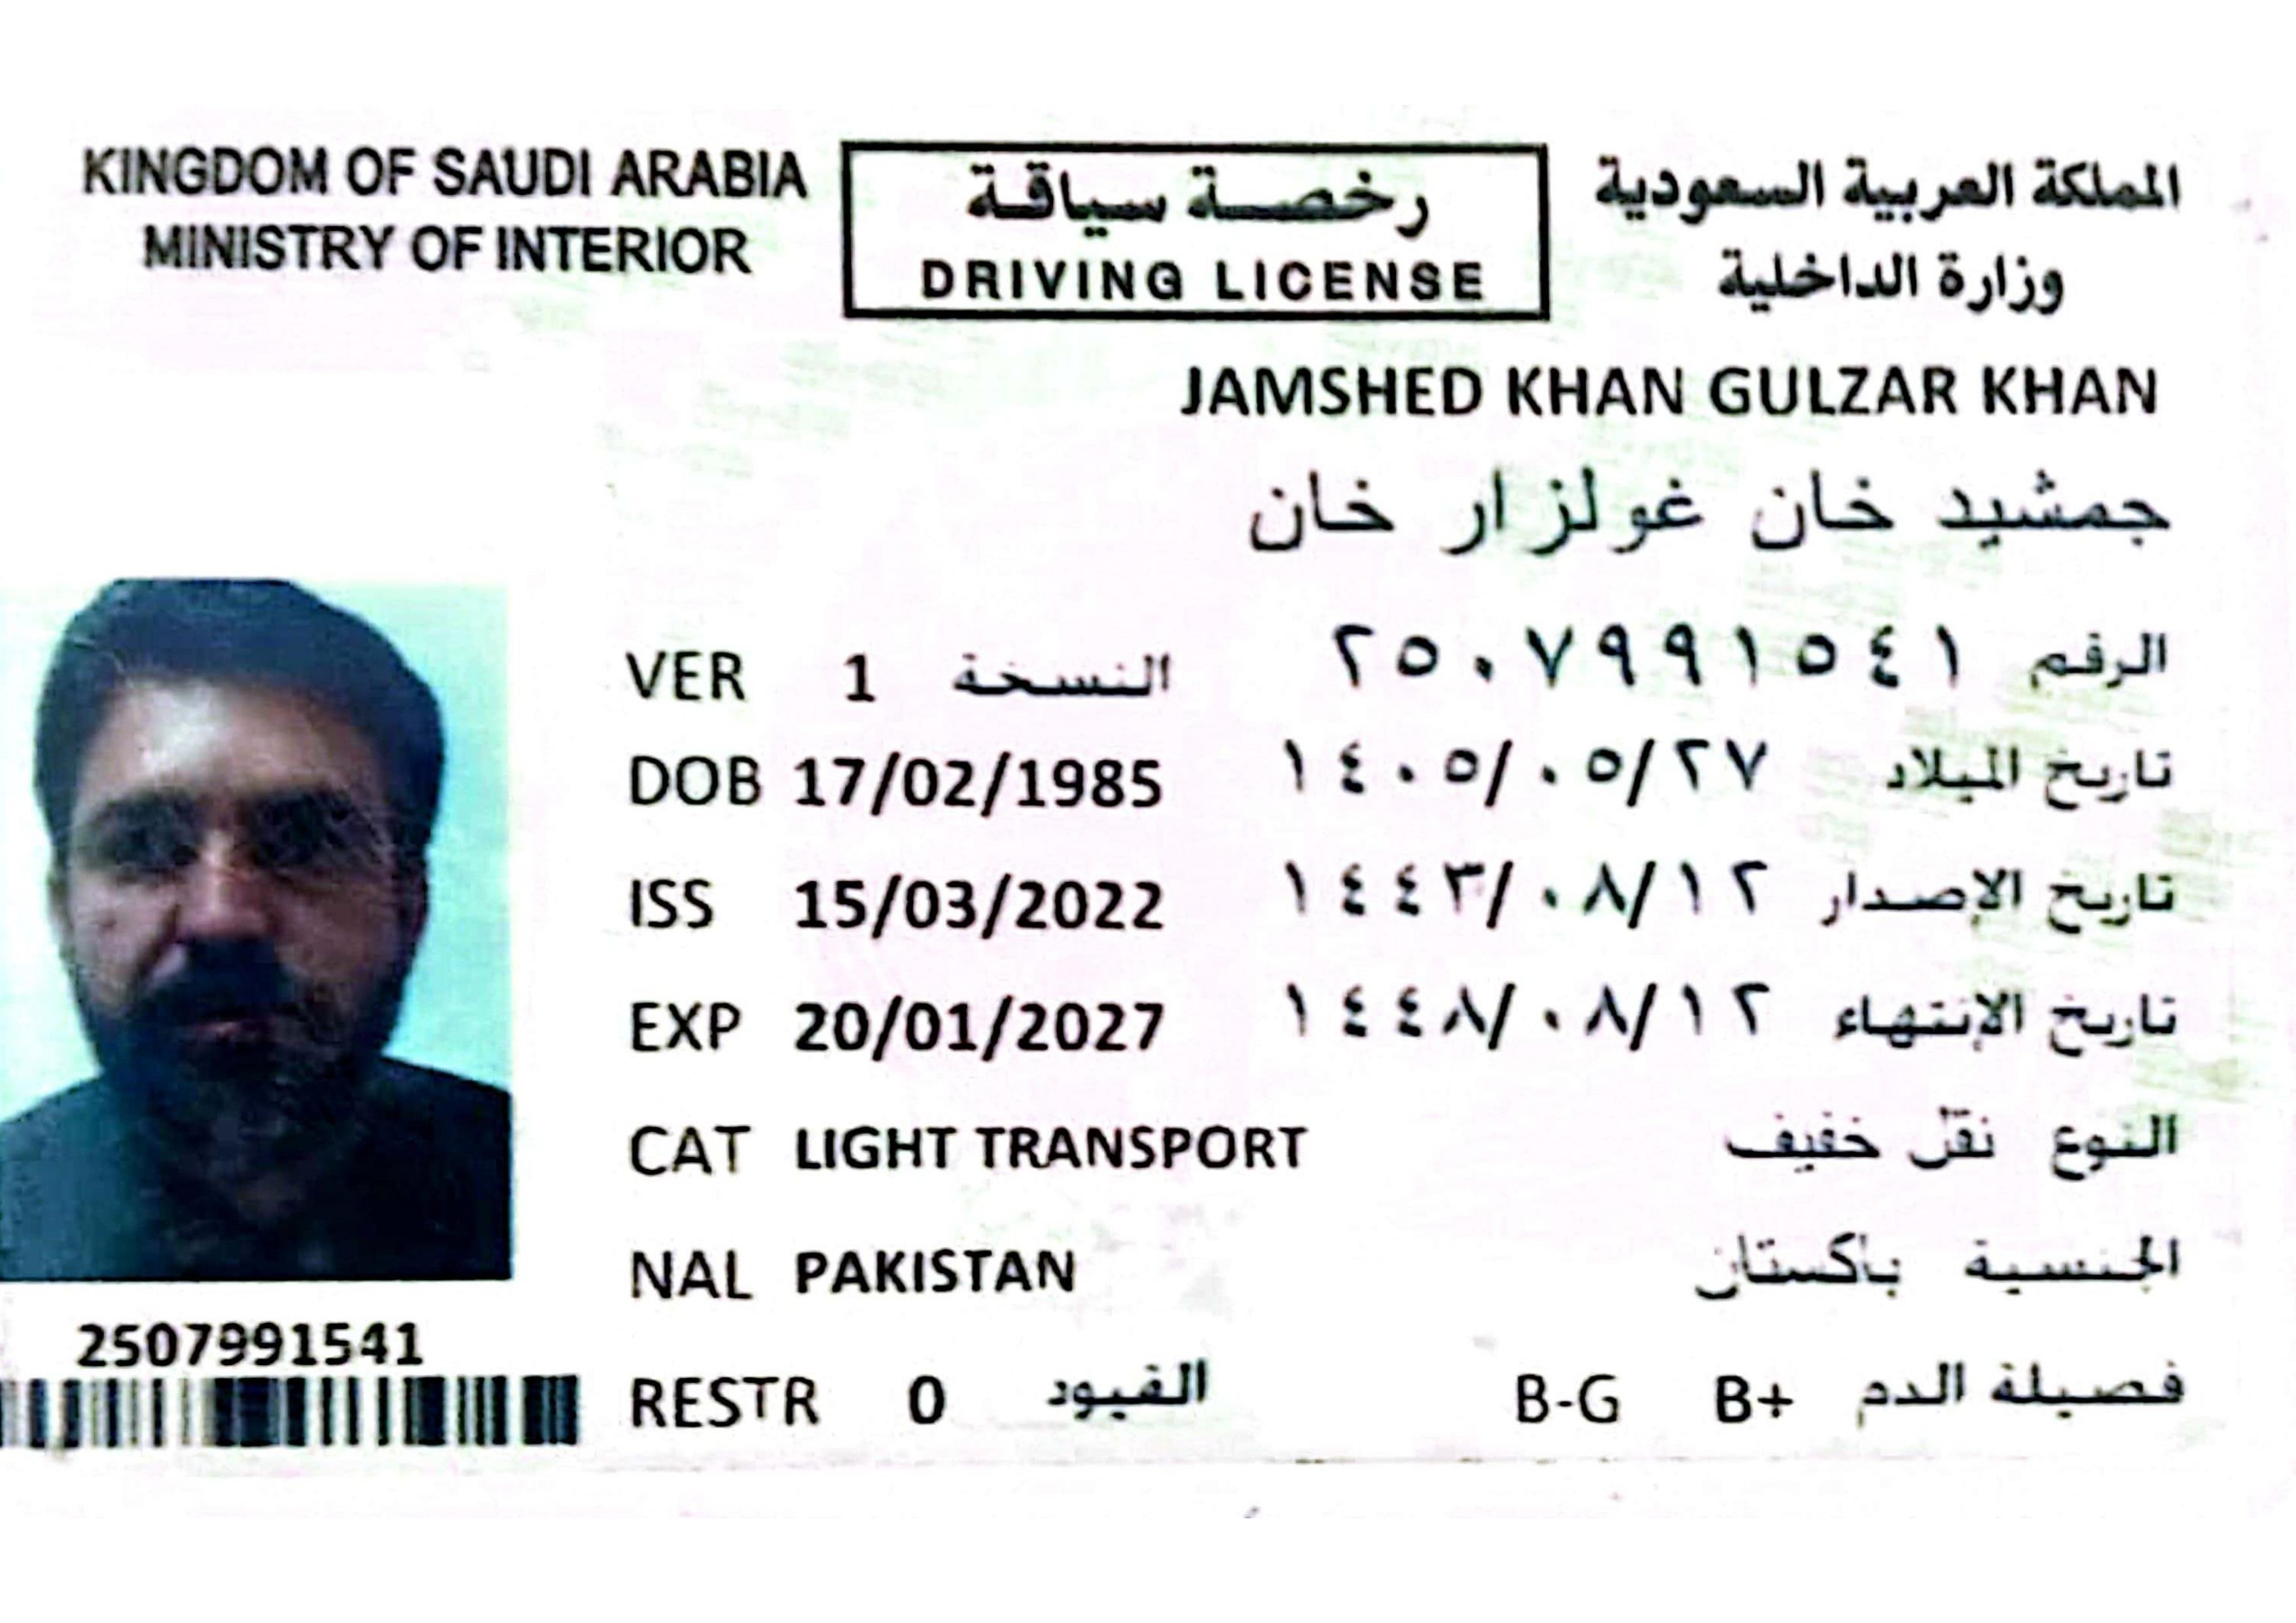 KINGDOM OF SAUDI ARABIA
MINISTRY OF INTERIOR
رخصة سياقة
DRIVING LICENSE
المملكة العربية السعودية
وزارة الداخلية
JAMSHED KHAN GULZAR KHAN
جمشيد خان غولزار خان
الرقم ٢٥٠٧٩٩١٥٤١
VER 1 النسخة
DOB 17/02/1985 ١٤٠٥/٠٥/٢٧ تاريخ الميلاد
ISS 15/03/2022 ١٤٤٣/٠٨/١٢ تاريخ الإصدار
EXP 20/01/2027 ١٤٤٨/٠٨/١٢ تاريخ الإنتهاء
CAT LIGHT TRANSPORT النوع نقل خفيف
NAL PAKISTAN الجنسية باكستان
2507991541
RESTR 0 القيود B-G B+ فصيلة الدم